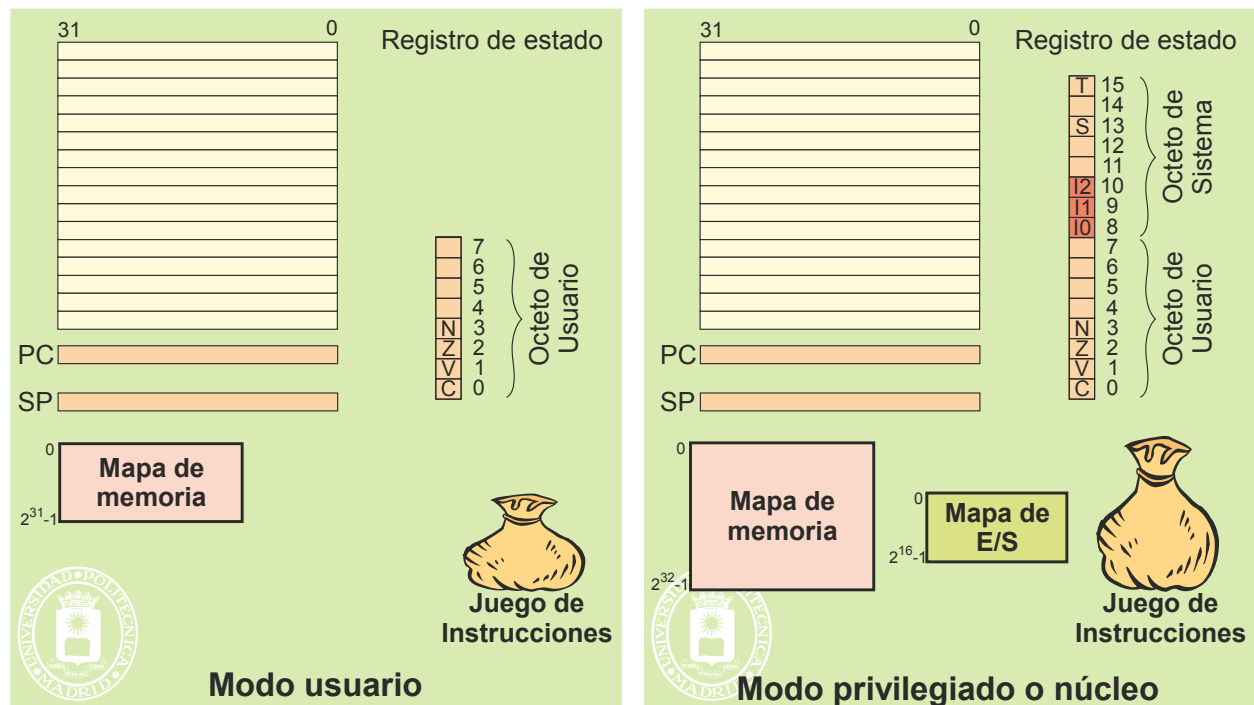 31
0
Registro de estado
7
6
5
4
N 3
Z 2
V 1
C 0
Octeto de
Usuario
PC
SP
0
Mapa de
memoria
2^31-1
Juego de
Instrucciones
UNIVERSIDAD POLITECNICA
MADRID
Modo usuario
31
0
Registro de estado
T 15
14
S 13
12
11
I2 10
I1 9
I0 8
Octeto de
Sistema
7
6
5
4
N 3
Z 2
V 1
C 0
Octeto de
Usuario
PC
SP
0
Mapa de
memoria
2^32-1
0
Mapa de
E/S
2^16-1
Juego de
Instrucciones
Modo privilegiado o núcleo